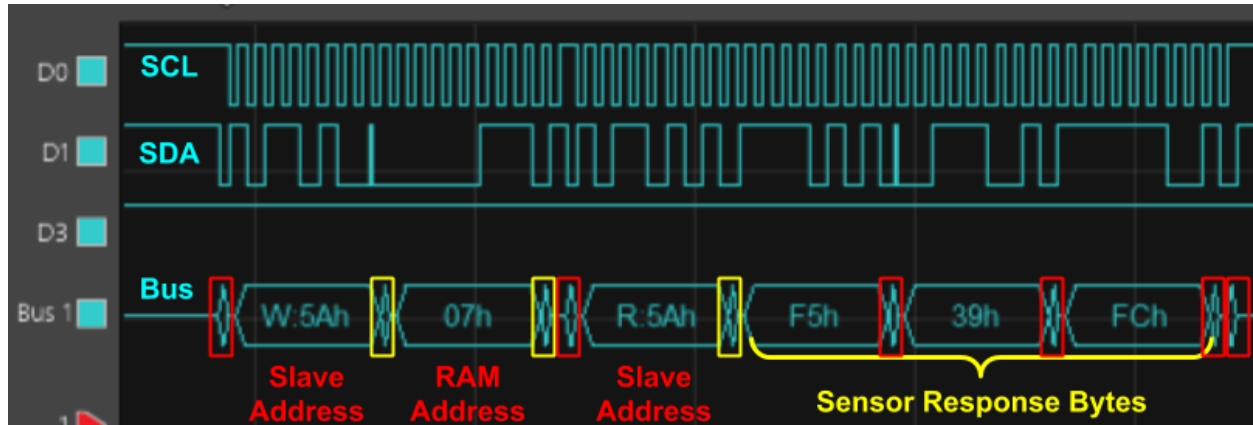 D0
SCL
D1
SDA
D3
Bus 1
Bus
W:5Ah
07h
R:5Ah
F5h
39h
FCh
Slave
Address
RAM
Address
Slave
Address
Sensor Response Bytes
1